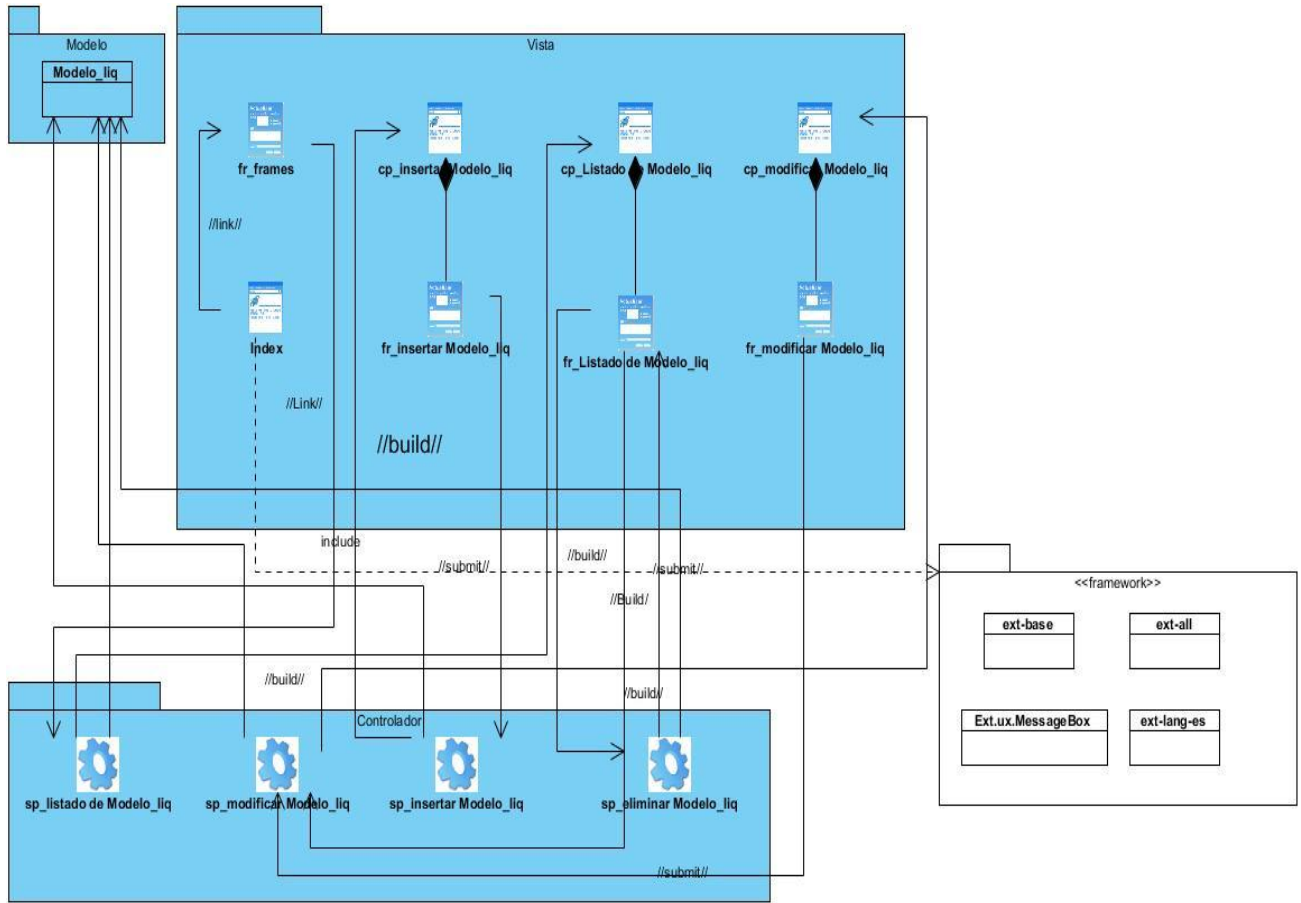 Modelo
Modelo_liq
Vista
fr_frames
cp_insertar Modelo_liq
cp_Listado de Modelo_liq
cp_modificar Modelo_liq
//link//
Index
fr_insertar Modelo_liq
fr_Listado de Modelo_liq
fr_modificar Modelo_liq
//Link//
//build//
include
//submit//
//build//
//submit//
//Build/
<<framework>>
ext-base
ext-all
Ext.ux.MessageBox
ext-lang-es
//build//
//build//
Controlador
sp_listado de Modelo_liq
sp_modificar Modelo_liq
sp_insertar Modelo_liq
sp_eliminar Modelo_liq
//submit//